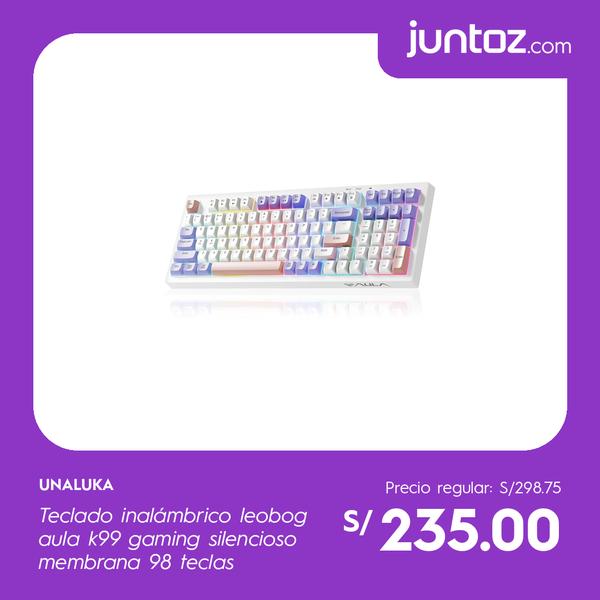 juntoz.com
AULA
UNALUKA
Teclado inalámbrico leobog
aula k99 gaming silencioso
membrana 98 teclas
Precio regular: S/298.75
S/ 235.00